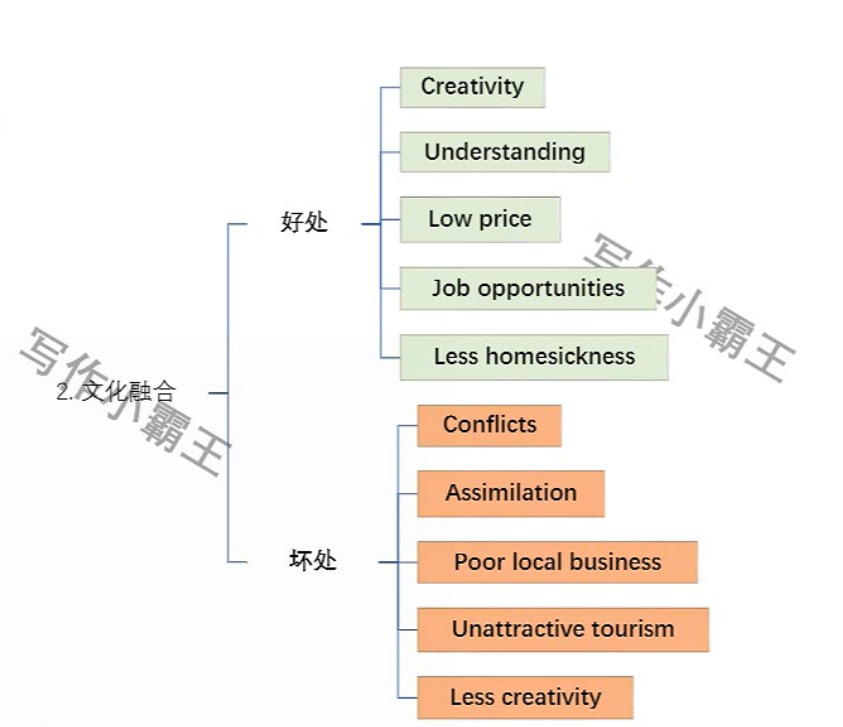 Creativity
Understanding
好处
Low price
写作小霸王
Job opportunities
Less homesickness
写作小霸王
2. 文化融合
Conflicts
Assimilation
坏处
Poor local business
Unattractive tourism
Less creativity